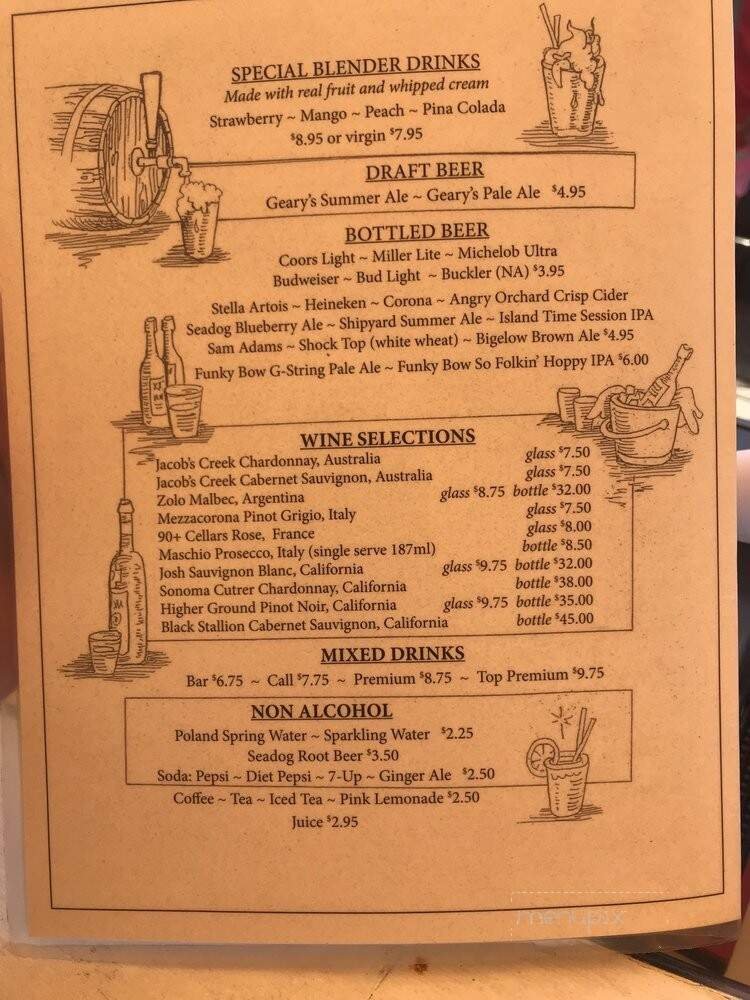 SPECIAL BLENDER DRINKS
Made with real fruit and whipped cream
Strawberry ~ Mango ~ Peach ~ Pina Colada
$8.95 or virgin $7.95
DRAFT BEER
Geary's Summer Ale ~ Geary's Pale Ale $4.95
BOTTLED BEER
Coors Light ~ Miller Lite ~ Michelob Ultra
Budweiser ~ Bud Light ~ Buckler (NA) $3.95
Stella Artois ~ Heineken ~ Corona ~ Angry Orchard Crisp Cider
Seadog Blueberry Ale ~ Shipyard Summer Ale ~ Island Time Session IPA
Sam Adams ~ Shock Top (white wheat) ~ Bigelow Brown Ale $4.95
Funky Bow G-String Pale Ale ~ Funky Bow So Folkin' Hoppy IPA $6.00
WINE SELECTIONS
Jacob's Creek Chardonnay, Australia glass $7.50
Jacob's Creek Cabernet Sauvignon, Australia glass $7.50
Zolo Malbec, Argentina glass $8.75 bottle $32.00
Mezzacorona Pinot Grigio, Italy glass $7.50
90+ Cellars Rose, France glass $8.00
Maschio Prosecco, Italy (single serve 187ml) bottle $8.50
Josh Sauvignon Blanc, California glass $9.75 bottle $32.00
Sonoma Cutrer Chardonnay, California bottle $38.00
Higher Ground Pinot Noir, California glass $9.75 bottle $35.00
Black Stallion Cabernet Sauvignon, California bottle $45.00
MIXED DRINKS
Bar $6.75 ~ Call $7.75 ~ Premium $8.75 ~ Top Premium $9.75
NON ALCOHOL
Poland Spring Water ~ Sparkling Water $2.25
Seadog Root Beer $3.50
Soda: Pepsi ~ Diet Pepsi ~ 7-Up ~ Ginger Ale $2.50
Coffee ~ Tea ~ Iced Tea ~ Pink Lemonade $2.50
Juice $2.95
menupix